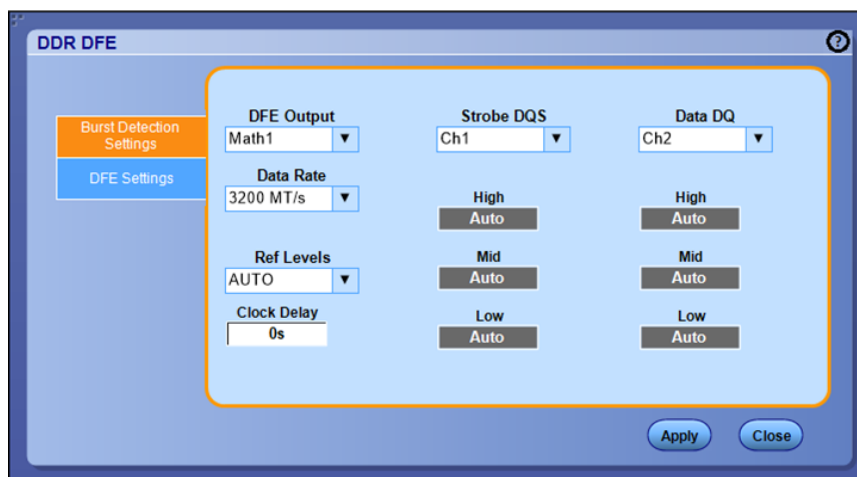 DDR DFE
?
Burst Detection
Settings
DFE Settings
DFE Output
Math1
Strobe DQS
Ch1
Data DQ
Ch2
Data Rate
3200 MT/s
High
Auto
High
Auto
Ref Levels
AUTO
Mid
Auto
Mid
Auto
Clock Delay
0s
Low
Auto
Low
Auto
Apply
Close